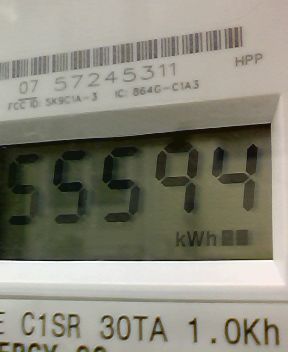 07 57245311
HPP
FCC ID: SK9C1A-3 IC: 864G-C1A3
55594
kWh
C1SR 30TA 1.0Kh